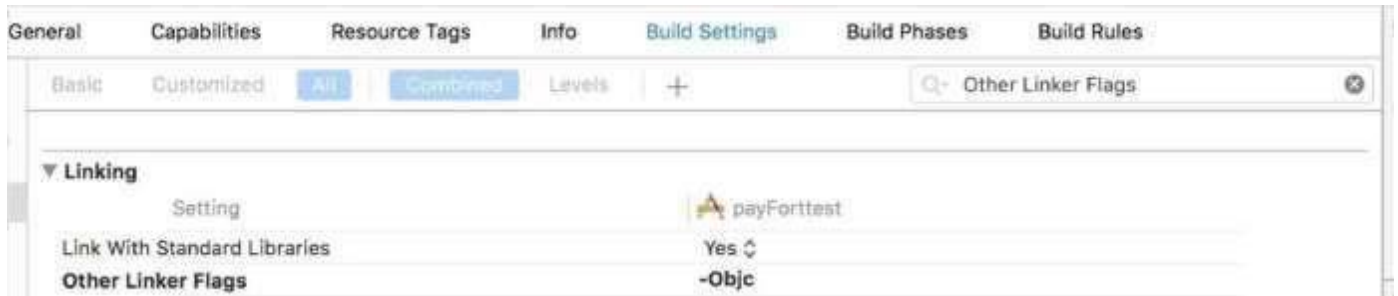 General Capabilities Resource Tags Info Build Settings Build Phases Build Rules
Basic Customized All Combined Levels + Other Linker Flags
Linking
Setting payForttest
Link With Standard Libraries Yes
Other Linker Flags -Objc